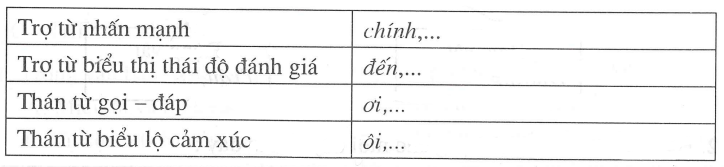 Trợ từ nhấn mạnh chính,...
Trợ từ biểu thị thái độ đánh giá đến,...
Thán từ gọi – đáp ơi,...
Thán từ biểu lộ cảm xúc ôi,...